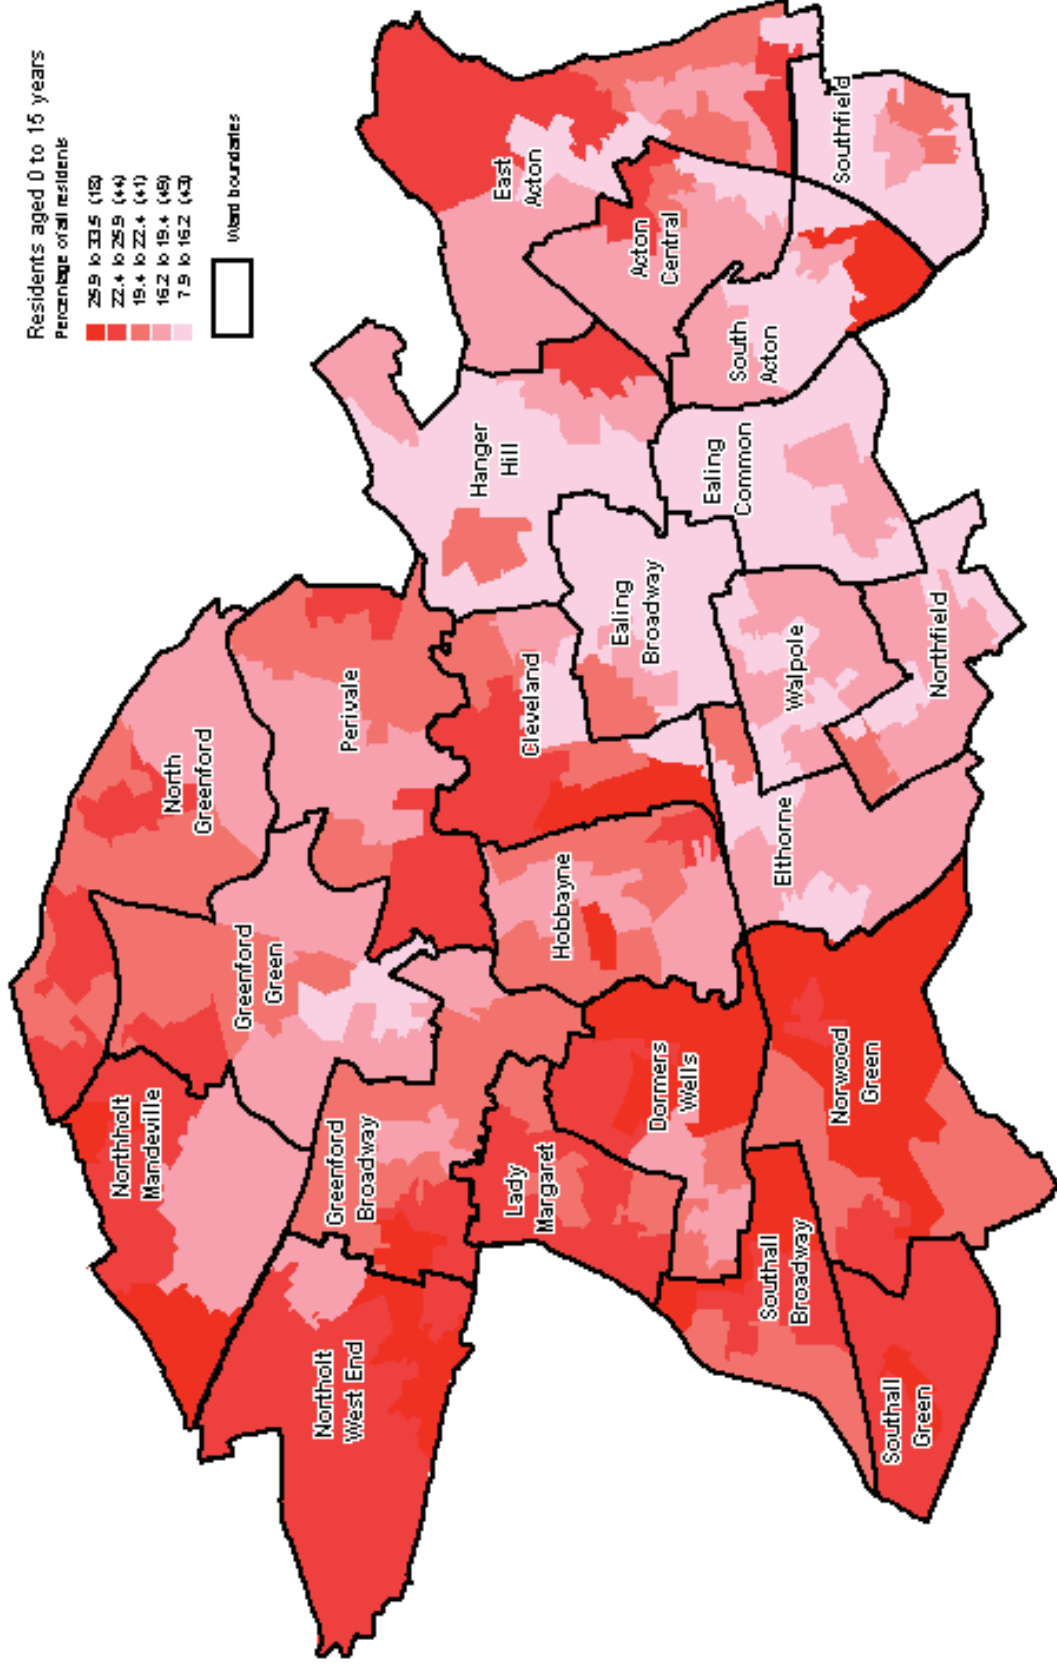 Residents aged 0 to 15 years
Percentage of all residents
25.9 to 33.5 (18)
22.4 to 25.9 (44)
19.4 to 22.4 (41)
16.2 to 19.4 (49)
7.9 to 16.2 (43)
Ward boundaries
North
Greenford
Northholt
Mandeville
Greenford
Green
Perivale
Northolt
West End
Greenford
Broadway
Lady
Margaret
Hobbayne
Cleveland
Hanger
Hill
East
Acton
Acton
Central
Dormers
Wells
Ealing
Broadway
Ealing
Common
South
Acton
Southfield
Southall
Broadway
Norwood
Green
Elthorne
Walpole
Northfield
Southall
Green